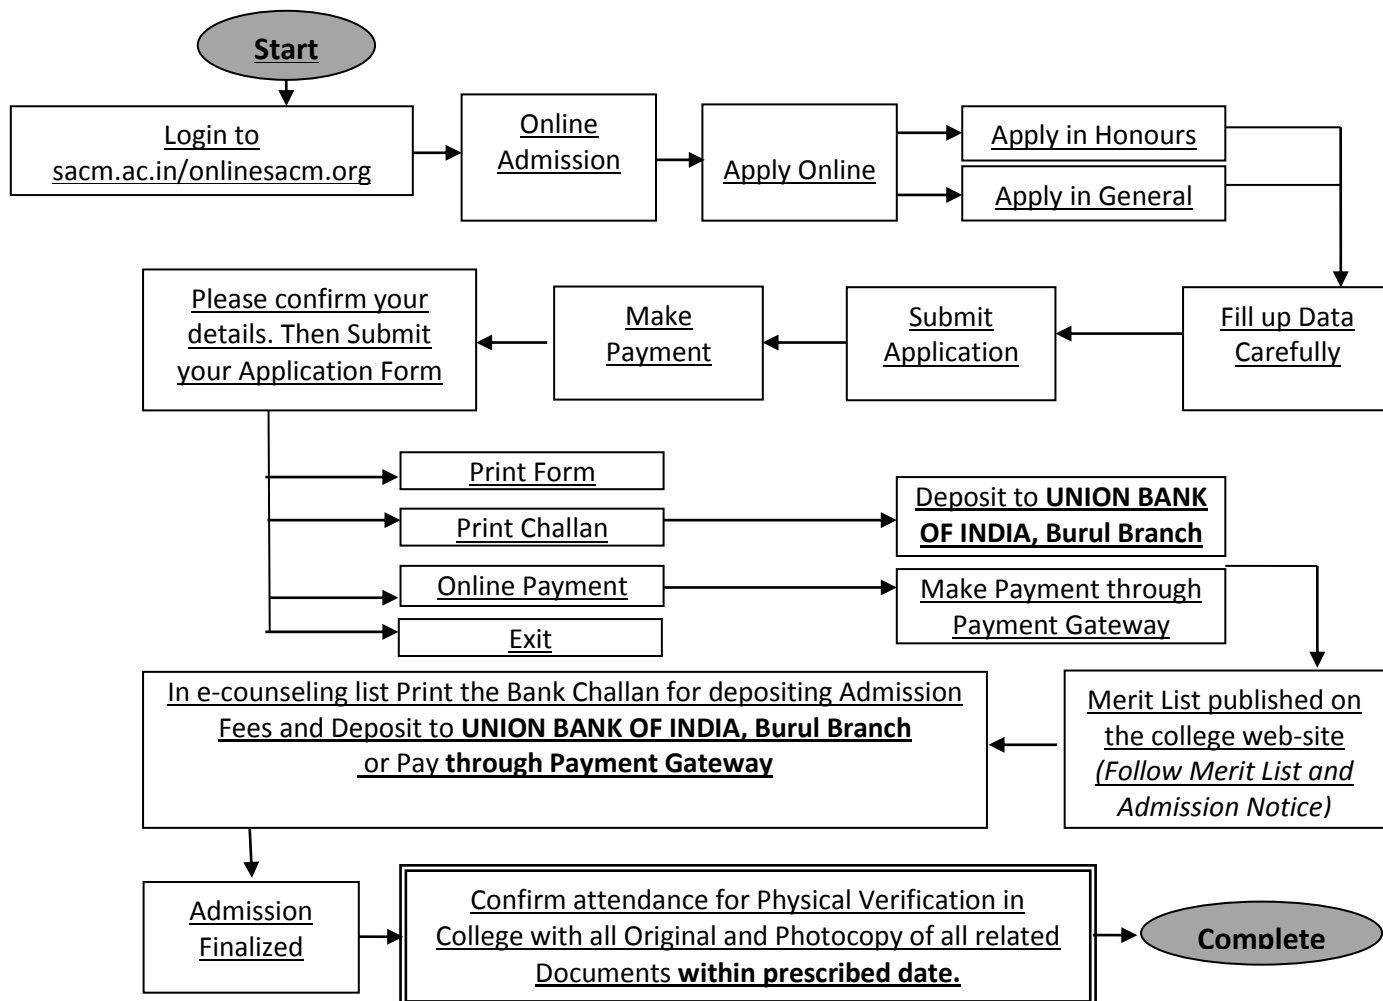 Start
Login to
sacm.ac.in/onlinesacm.org
Online
Admission
Apply Online
Apply in Honours
Apply in General
Please confirm your
details. Then Submit
your Application Form
Make
Payment
Submit
Application
Fill up Data
Carefully
Print Form
Print Challan
Online Payment
Exit
Deposit to UNION BANK
OF INDIA, Burul Branch
Make Payment through
Payment Gateway
In e-counseling list Print the Bank Challan for depositing Admission
Fees and Deposit to UNION BANK OF INDIA, Burul Branch
or Pay through Payment Gateway
Merit List published on
the college web-site
(Follow Merit List and
Admission Notice)
Admission
Finalized
Confirm attendance for Physical Verification in
College with all Original and Photocopy of all related
Documents within prescribed date.
Complete